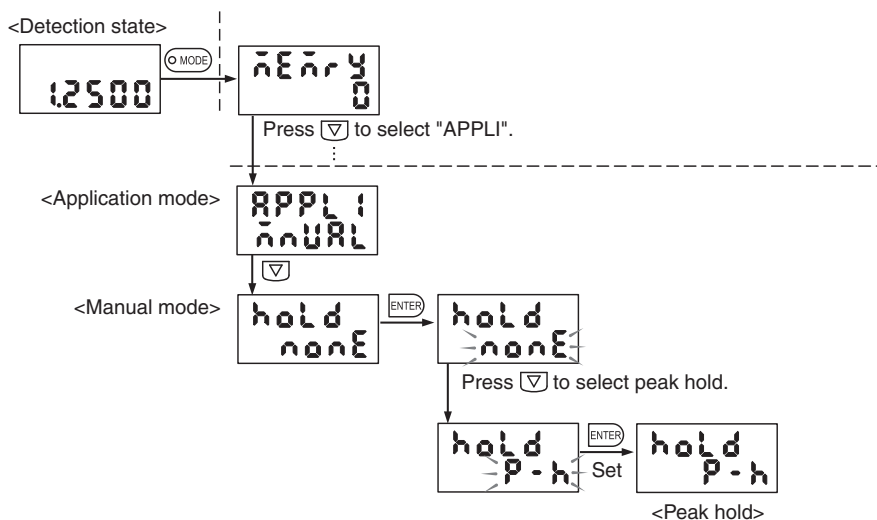 <Detection state>
1.2500
MODE
mEmry
0
Press to select "APPLI".
<Application mode>
APPLI
mnUAL
<Manual mode>
hoLd
nonE
ENTER
hoLd
nonE
Press to select peak hold.
hoLd
P-h
ENTER
Set
hoLd
P-h
<Peak hold>